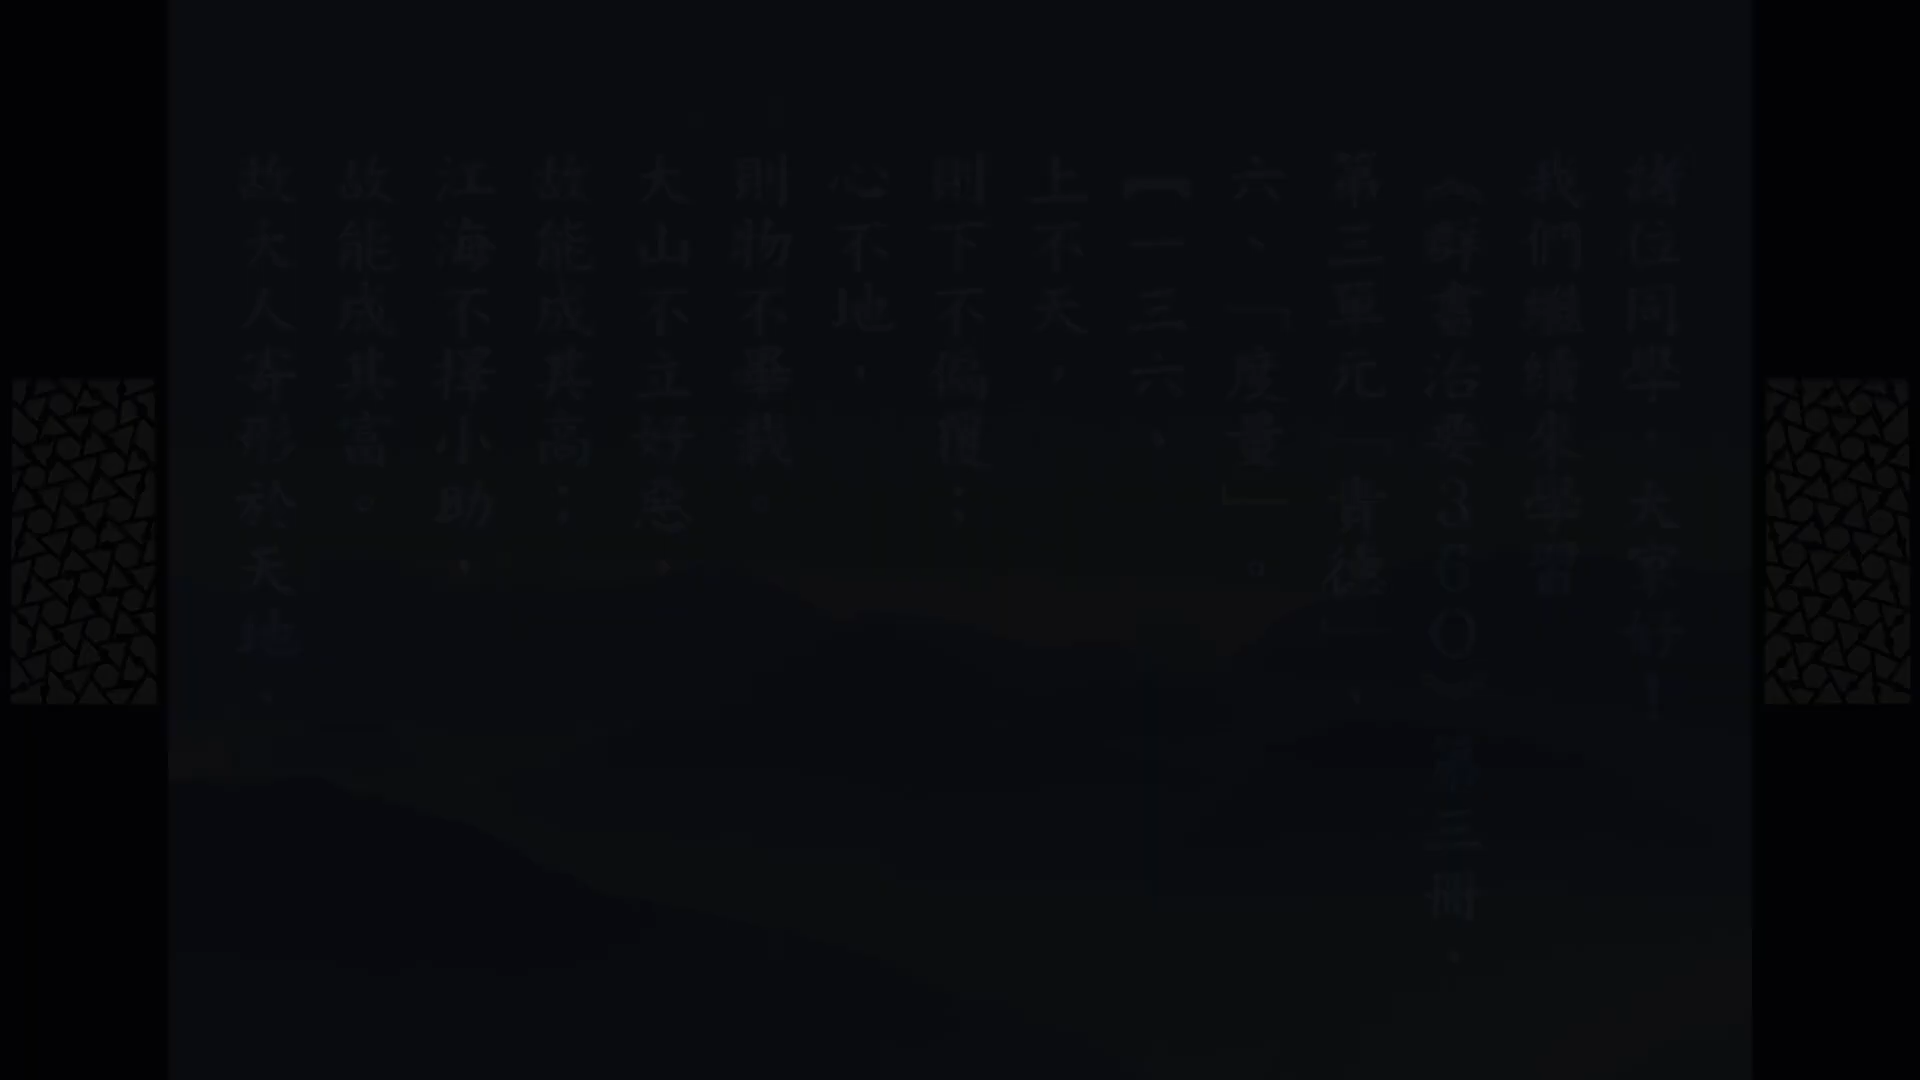 諸位同學,大家好!
我們繼續來學習
《群書治要360》第三冊,
第三單元「貴德」,
六、「度量」。
【一三六、
上不天,
則下不偏覆;
心不地,
則物不畢載。
大山不立好惡,
故能成其高;
江海不擇小助,
故能成其富。
故大人寄形於天地,